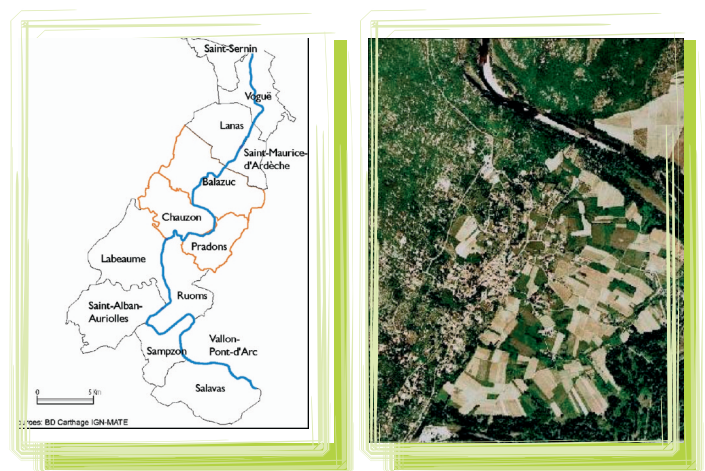 Saint-Sernin
Voguë
Lanas
Saint-Maurice-
d'Ardèche
Balazuc
Chauzon
Pradons
Labeaume
Ruoms
Saint-Alban-
Auriolles
Vallon-
Pont-d'Arc
Sampzon
Salavas
0 5 Km
BD Carthage IGN-MATE